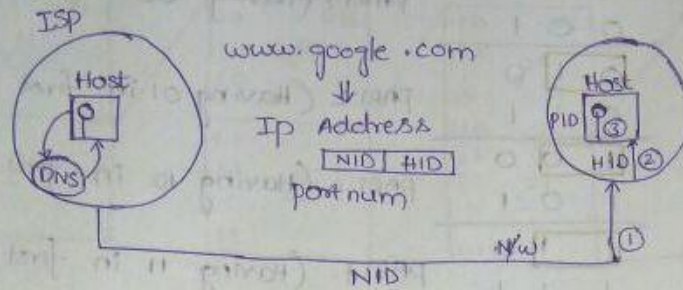 ISP
www.google.com
Host
⇓
Ip Address
NID HID
port num
DNS
Host
PID ③
HID ②
①
N/W
NID